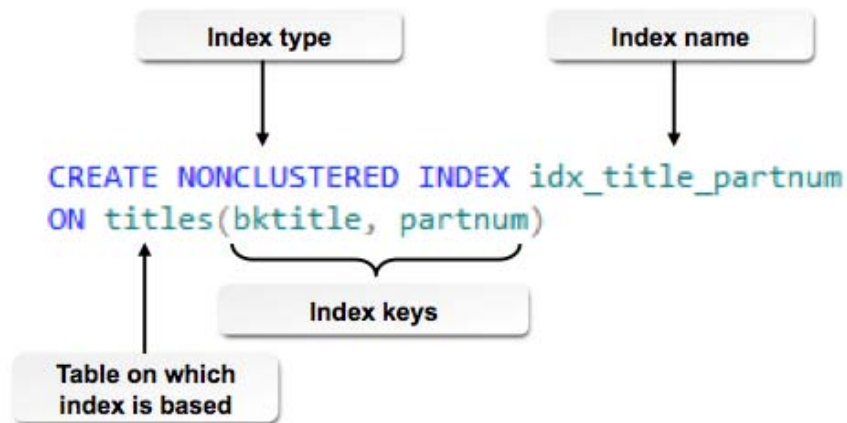 Index type
Index name
CREATE NONCLUSTERED INDEX idx_title_partnum
ON titles(bktitle, partnum)
Index keys
Table on which
index is based